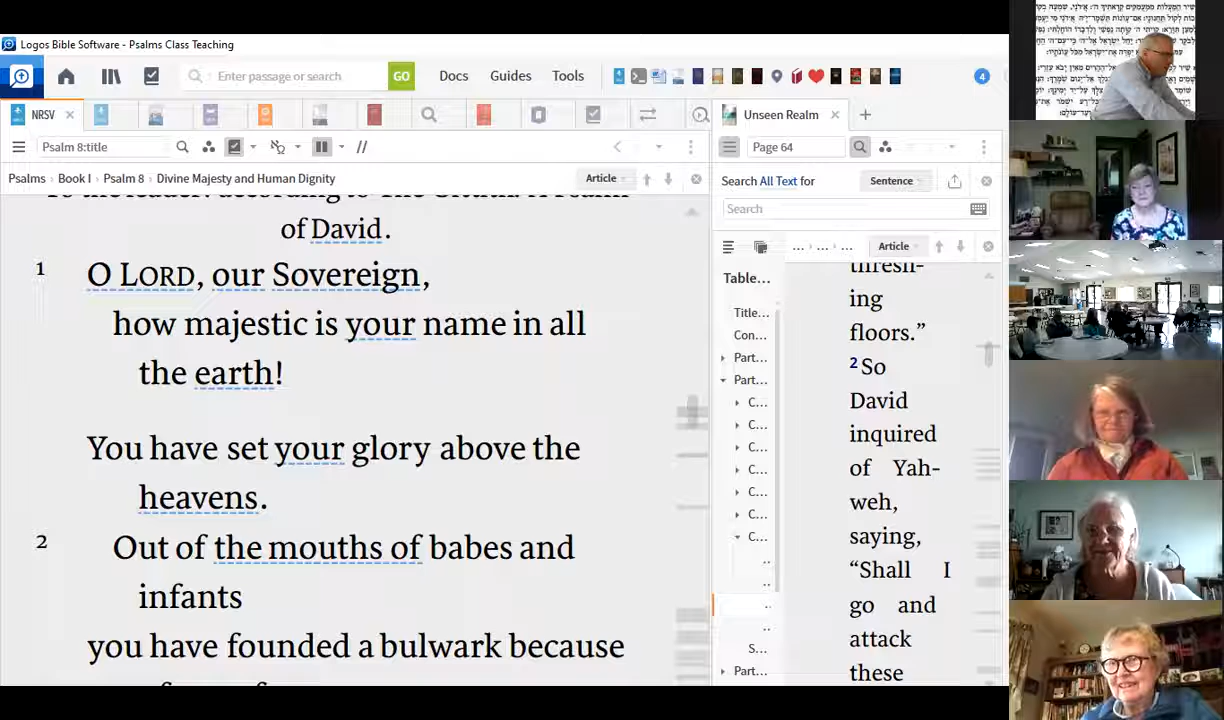 Logos Bible Software - Psalms Class Teaching
Enter passage or search
GO
Docs
Guides
Tools
4
NRSV
Unseen Realm
Psalm 8:title
Page 64
Psalms
Book I
Psalm 8
Divine Majesty and Human Dignity
Article
Search All Text for
Sentence
Search
of David.
1 O LORD, our Sovereign,
how majestic is your name in all
the earth!
You have set your glory above the
heavens.
2 Out of the mouths of babes and
infants
you have founded a bulwark because
Article
Table...
Title...
Con...
Part...
Part...
C...
C...
C...
C...
C...
C...
C...
S...
Part...
thresh-
ing
floors.”
2 So
David
inquired
of Yah-
weh,
saying,
“Shall I
go and
attack
these